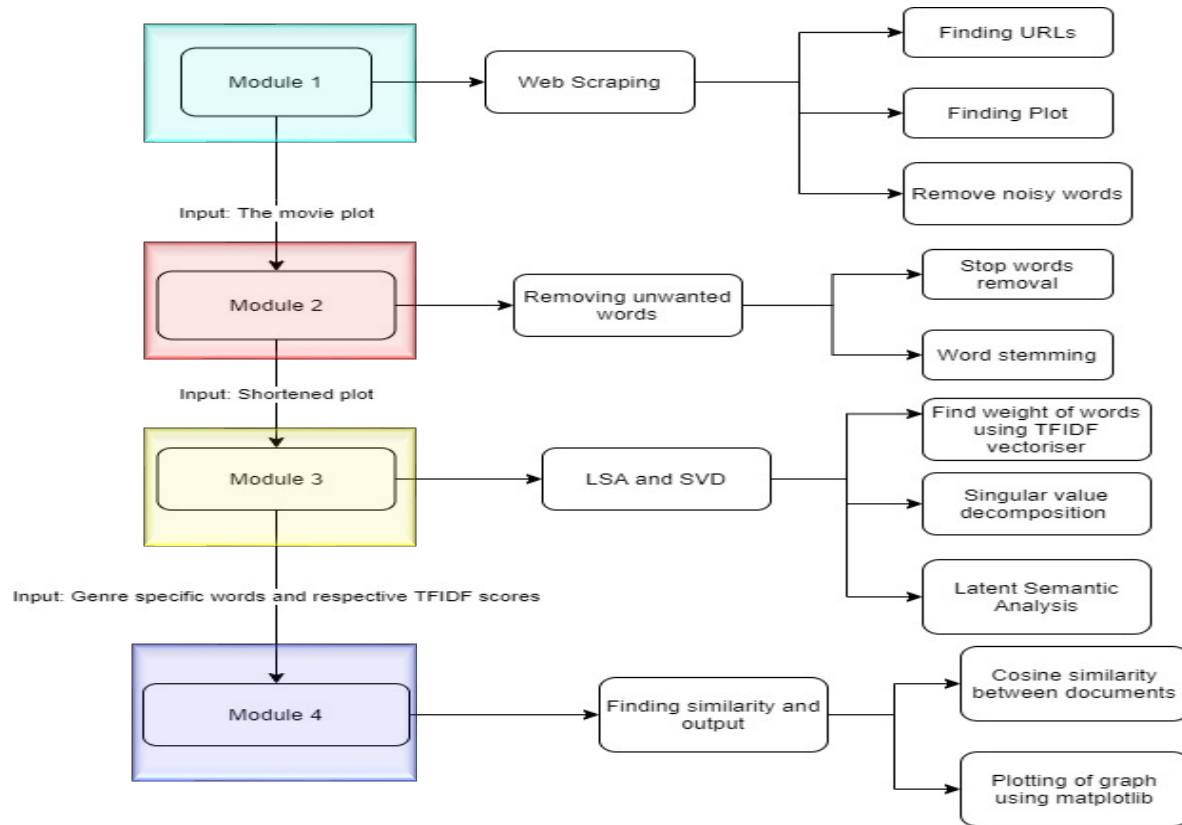 Module 1
Web Scraping
Finding URLs
Finding Plot
Remove noisy words
Input: The movie plot
Module 2
Removing unwanted
words
Stop words
removal
Word stemming
Input: Shortened plot
Module 3
LSA and SVD
Find weight of words
using TFIDF
vectoriser
Singular value
decomposition
Latent Semantic
Analysis
Input: Genre specific words and respective TFIDF scores
Module 4
Finding similarity and
output
Cosine similarity
between documents
Plotting of graph
using matplotlib